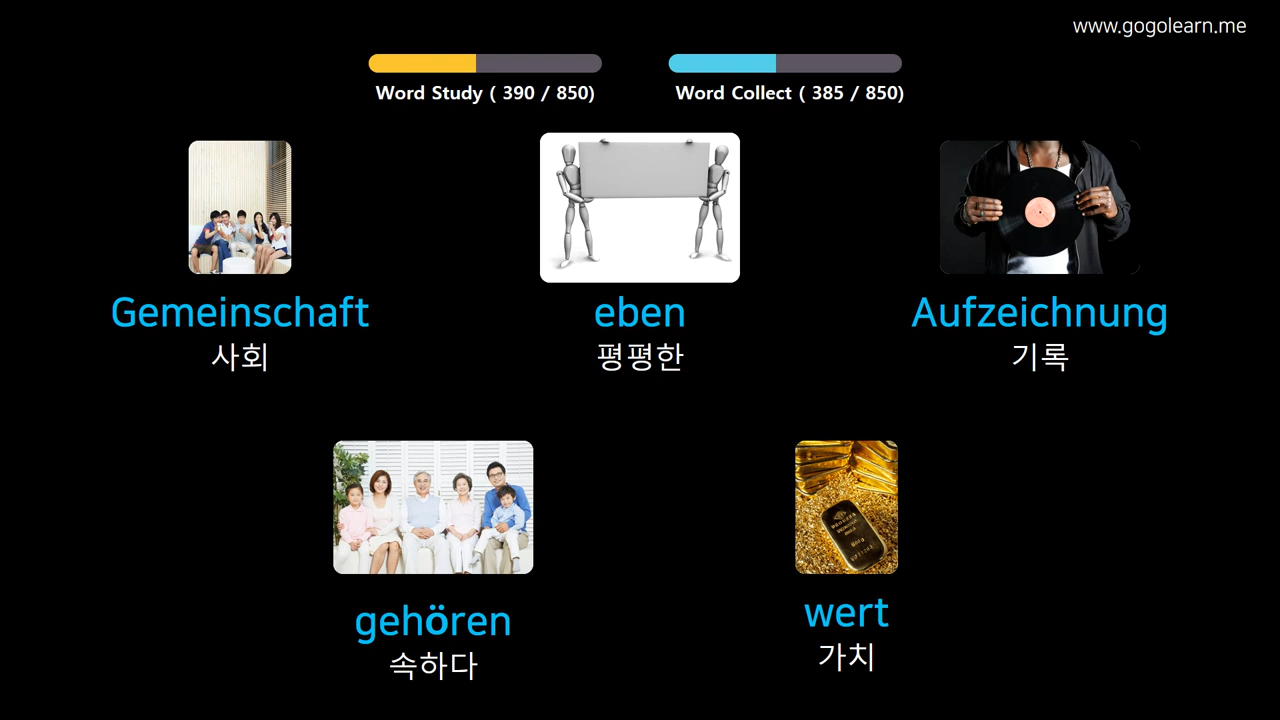 www.gogolearn.me
Word Study ( 390 / 850)
Word Collect ( 385 / 850)
Gemeinschaft
사회
eben
평평한
Aufzeichnung
기록
gehören
속하다
wert
가치